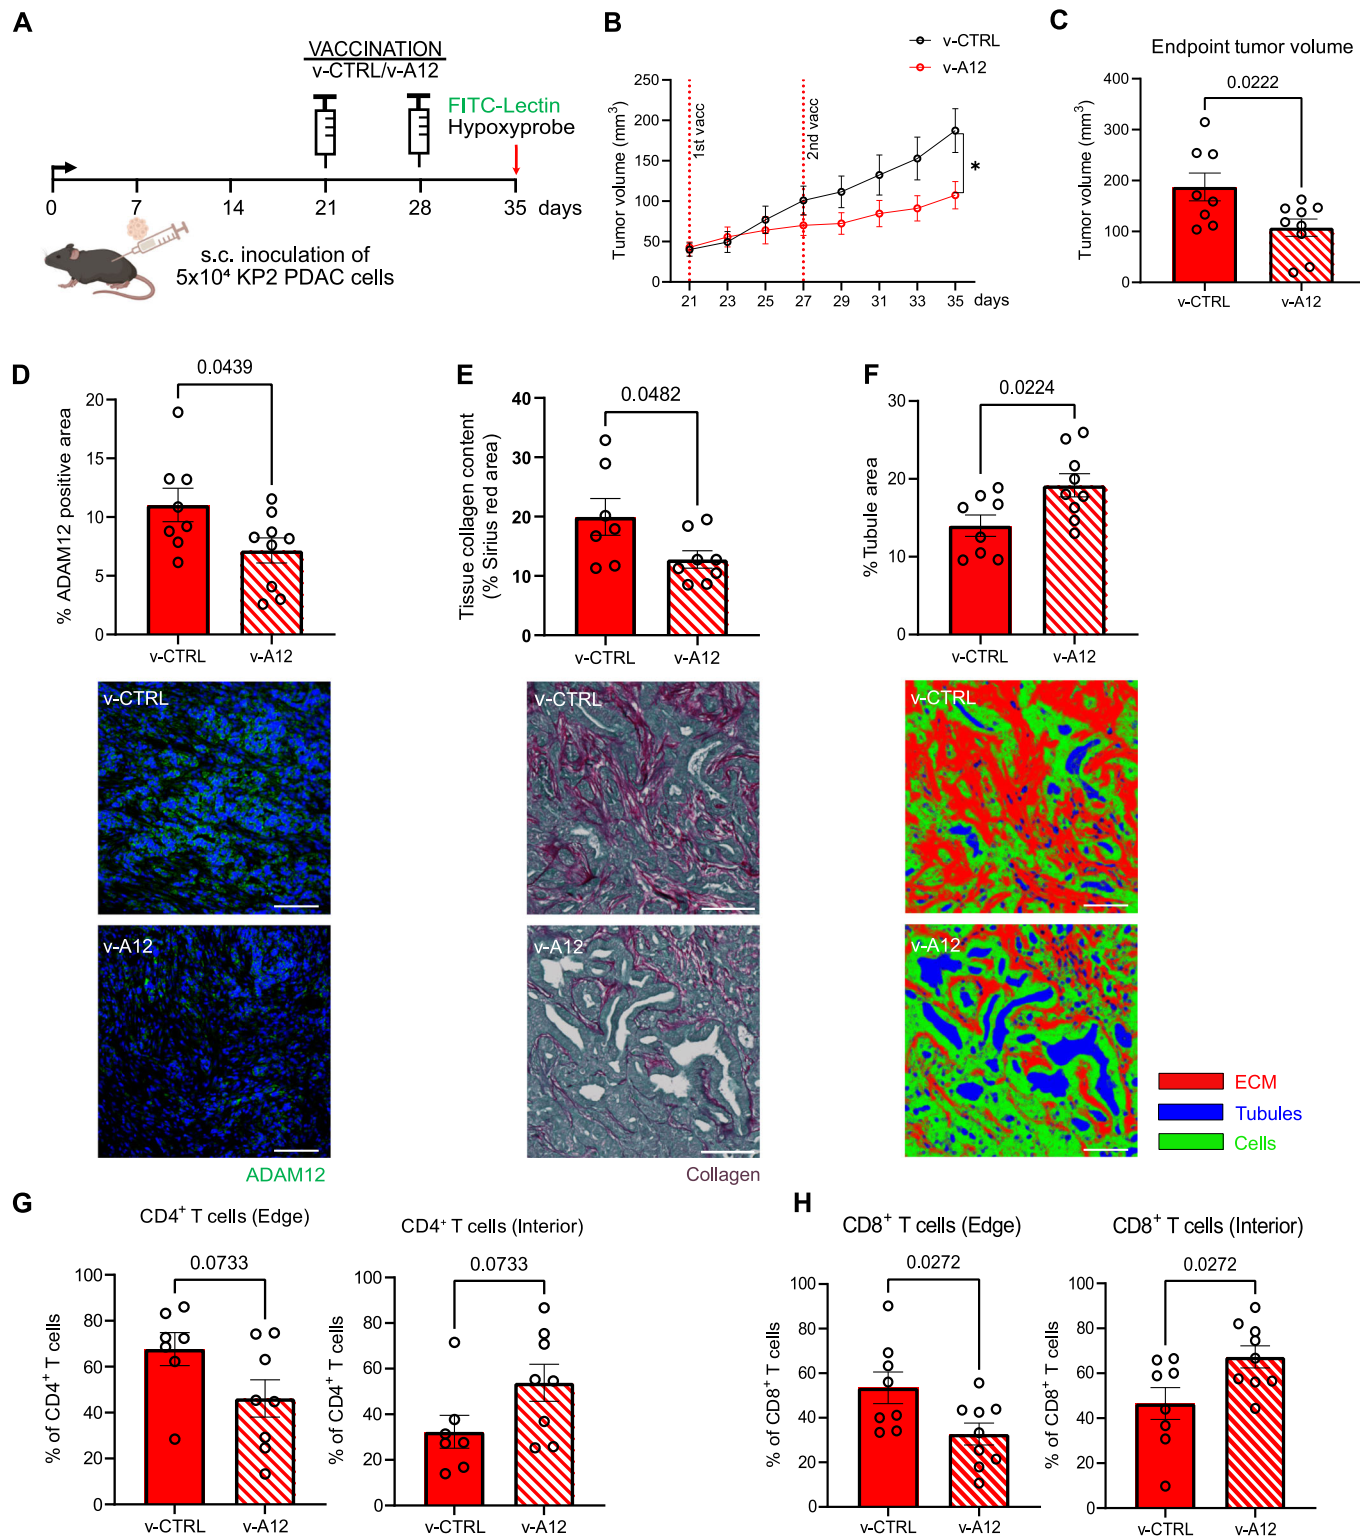 A
VACCINATION
v-CTRL/v-A12
FITC-Lectin
Hypoxyprobe
0
7
14
21
28
35
days
s.c. inoculation of
5x10⁴ KP2 PDAC cells
B
v-CTRL
v-A12
Tumor volume (mm³)
250
200
150
100
50
0
1st vacc
2nd vacc
*
21
23
25
27
29
31
33
35
days
C
Endpoint tumor volume
0.0222
Tumor volume (mm³)
400
300
200
100
0
v-CTRL
v-A12
D
0.0439
% ADAM12 positive area
20
15
10
5
0
v-CTRL
v-A12
v-CTRL
v-A12
ADAM12
E
0.0482
Tissue collagen content
(% Sirius red area)
40
30
20
10
0
v-CTRL
v-A12
v-CTRL
v-A12
Collagen
F
0.0224
% Tubule area
30
20
10
0
v-CTRL
v-A12
v-CTRL
v-A12
ECM
Tubules
Cells
G
CD4⁺ T cells (Edge)
0.0733
% of CD4⁺ T cells
100
80
60
40
20
0
v-CTRL
v-A12
CD4⁺ T cells (Interior)
0.0733
% of CD4⁺ T cells
100
80
60
40
20
0
v-CTRL
v-A12
H
CD8⁺ T cells (Edge)
0.0272
% of CD8⁺ T cells
100
80
60
40
20
0
v-CTRL
v-A12
CD8⁺ T cells (Interior)
0.0272
% of CD8⁺ T cells
100
80
60
40
20
0
v-CTRL
v-A12